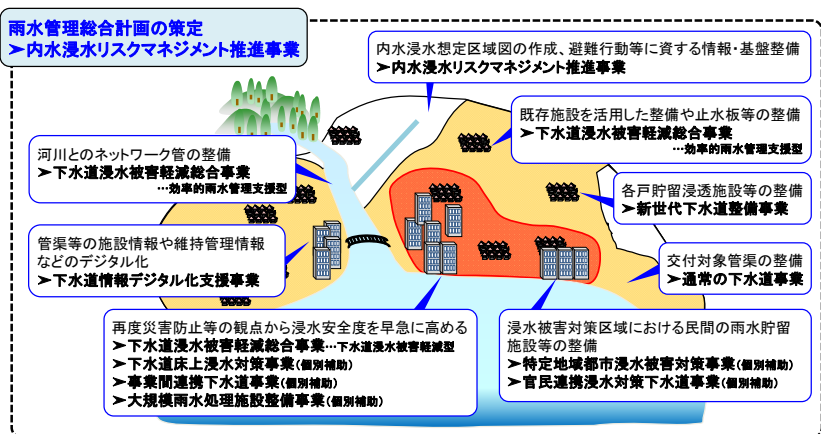 雨水管理総合計画の策定
➤内水浸水リスクマネジメント推進事業
内水浸水想定区域図の作成、避難行動等に資する情報・基盤整備
➤内水浸水リスクマネジメント推進事業
既存施設を活用した整備や止水板等の整備
➤下水道浸水被害軽減総合事業
…効率的雨水管理支援型
河川とのネットワーク管の整備
➤下水道浸水被害軽減総合事業
…効率的雨水管理支援型
各戸貯留浸透施設等の整備
➤新世代下水道整備事業
管渠等の施設情報や維持管理情報
などのデジタル化
➤下水道情報デジタル化支援事業
交付対象管渠の整備
➤通常の下水道事業
再度災害防止等の観点から浸水安全度を早急に高める
➤下水道浸水被害軽減総合事業…下水道浸水被害軽減型
➤下水道床上浸水対策事業(個別補助)
➤事業間連携下水道事業(個別補助)
➤大規模雨水処理施設整備事業(個別補助)
浸水被害対策区域における民間の雨水貯留
施設等の整備
➤特定地域都市浸水被害対策事業(個別補助)
➤官民連携浸水対策下水道事業(個別補助)